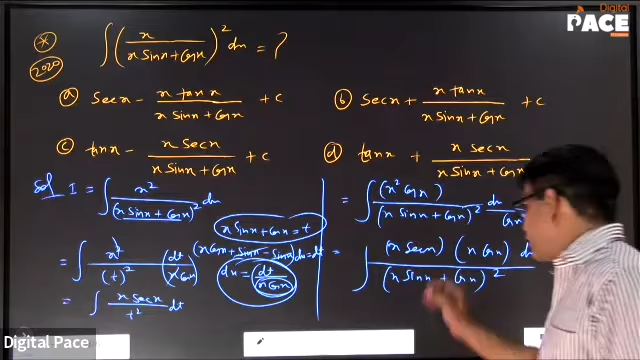 Digital
PACE
* ∫ ( x / (x Sinx + Cosx) )² dx = ?
2020
a) Secx - (x tanx) / (x Sinx + Cosx) + c
b) Secx + (x tanx) / (x Sinx + Cosx) + c
c) tanx - (x Secx) / (x Sinx + Cosx) + c
d) tanx + (x Secx) / (x Sinx + Cosx)
Sol I = ∫ x² / (x Sinx + Cosx)² dx
x Sinx + Cosx = t
(x Cosx + Sinx - Sinx) dx = dt
= ∫ x² / (t)² (dt / x Cosx)
dx = dt / x Cosx
= ∫ (x Secx) / t² dt
= ∫ (x² Cosx) / (x Sinx + Cosx)² dx
= ∫ (x Secx) (x Cosx) / (x Sinx + Cosx)²
Digital Pace